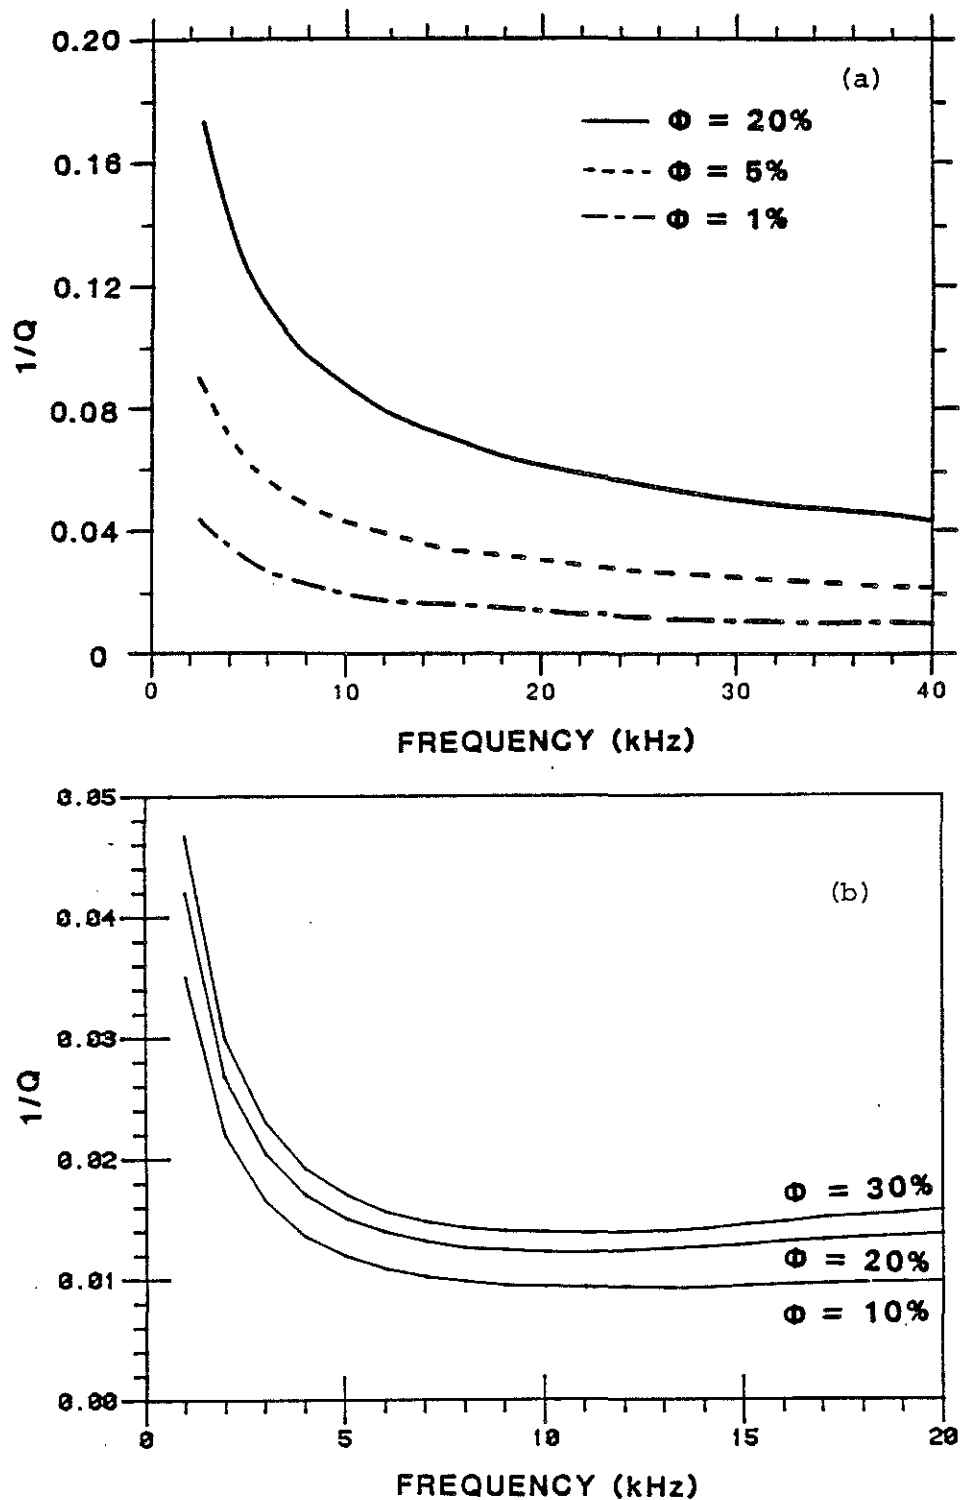 0.20
(a)
Φ = 20%
0.16
Φ = 5%
Φ = 1%
0.12
1/Q
0.08
0.04
0
0 10 20 30 40
FREQUENCY (kHz)
0.05
(b)
0.04
0.03
1/Q
0.02
Φ = 30%
Φ = 20%
0.01
Φ = 10%
0.00
0 5 10 15 20
FREQUENCY (kHz)